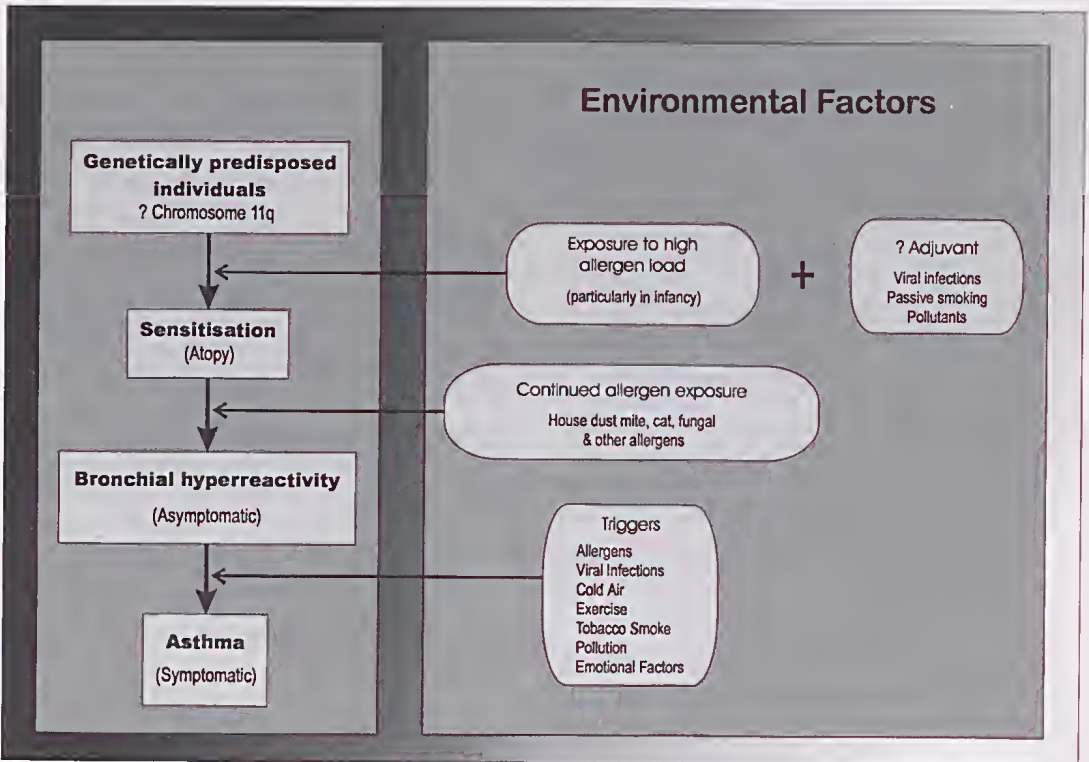 Environmental Factors
Genetically predisposed
individuals
? Chromosome 11q
Exposure to high
allergen load
(particularly in infancy)
+
? Adjuvant
Viral infections
Passive smoking
Pollutants
Sensitisation
(Atopy)
Continued allergen exposure
House dust mite, cat, fungal
& other allergens
Bronchial hyperreactivity
(Asymptomatic)
Triggers
Allergens
Viral Infections
Cold Air
Exercise
Tobacco Smoke
Pollution
Emotional Factors
Asthma
(Symptomatic)